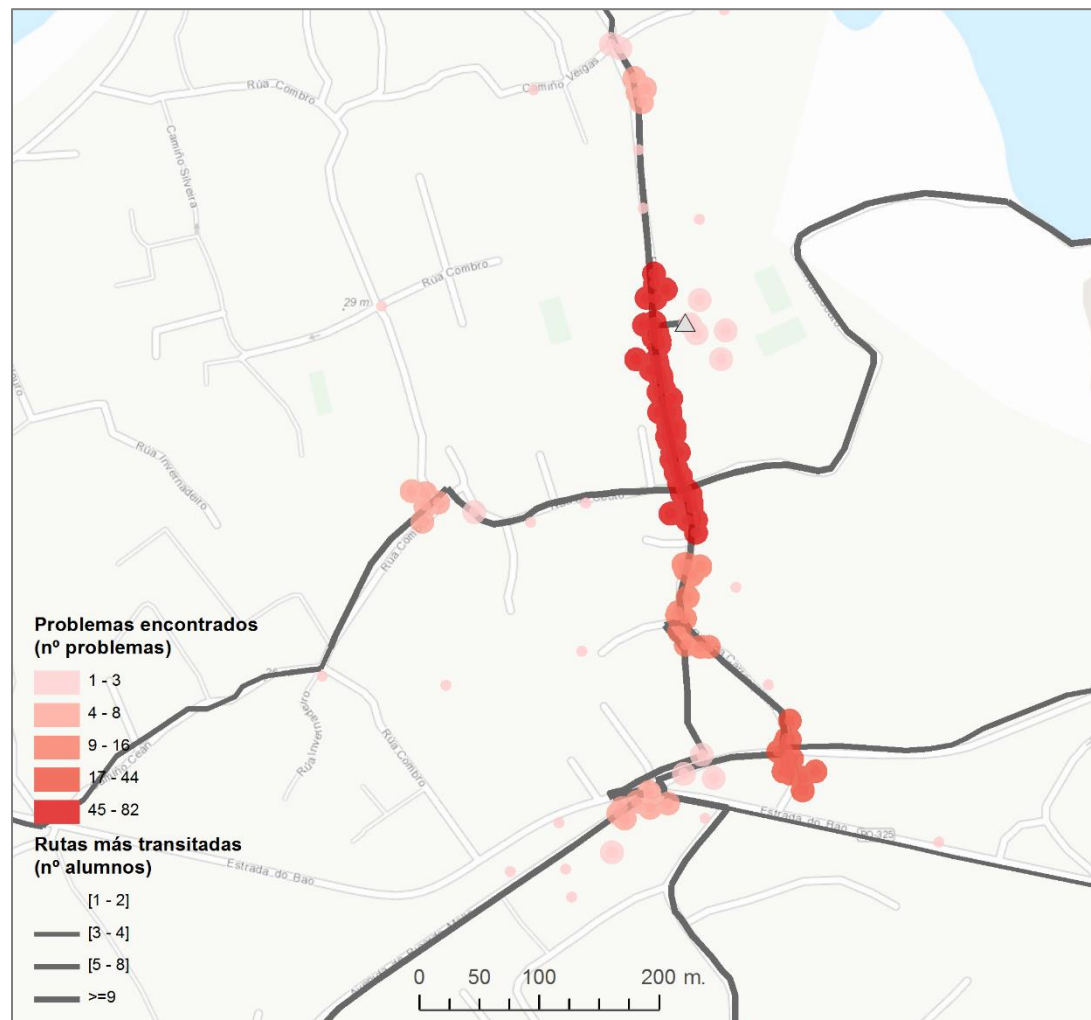 Rúa Combro
Camiño Veigas
Camiño Silveira
Rúa Combro
29 m.
Rúa Invernadeiro
Rúa
Rúa
Problemas encontrados
(nº problemas)
1 - 3
4 - 8
9 - 16
17 - 44
45 - 82
Rutas más transitadas
(nº alumnos)
[1 - 2]
[3 - 4]
[5 - 8]
>=9
Rúa Combro
Estrada do Bao
Estrada do Bao
PO-325
0 50 100 200 m.